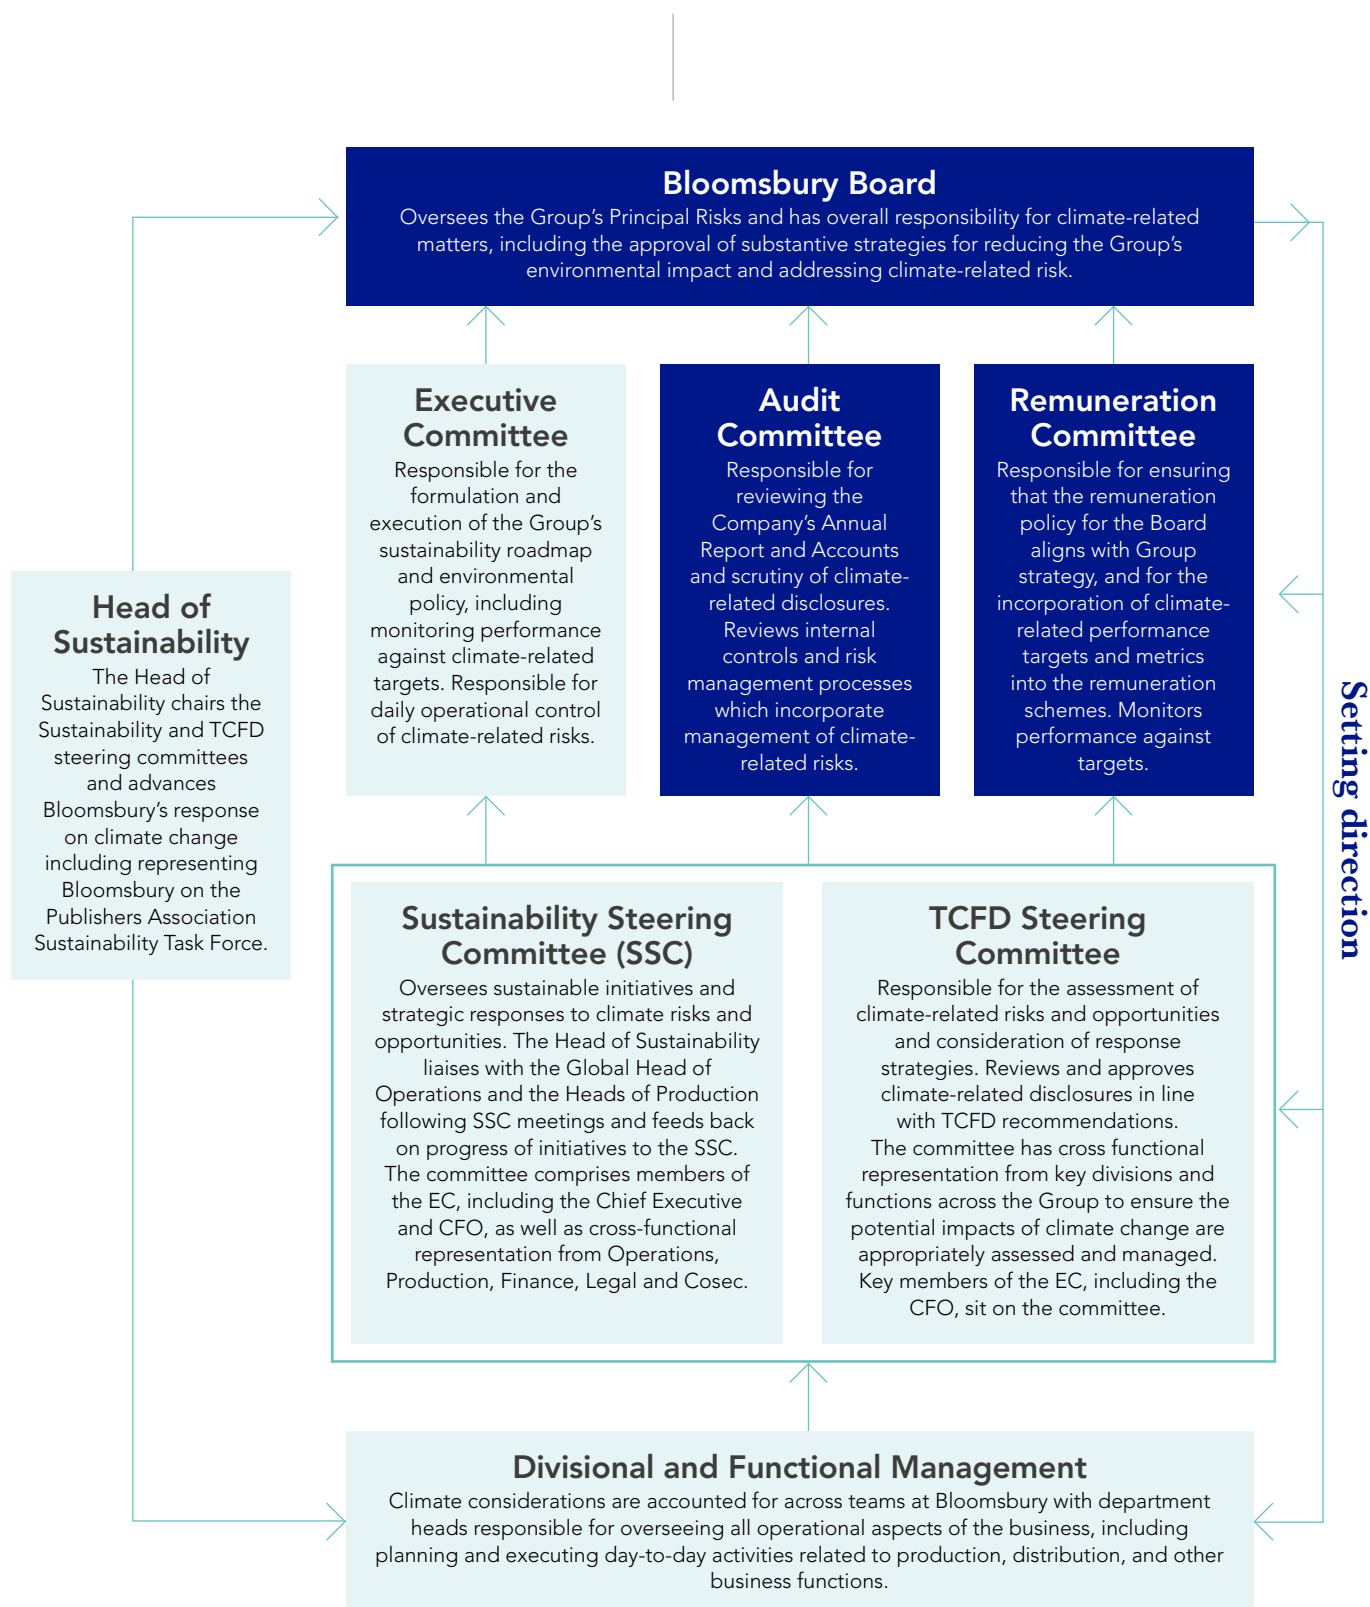 Bloomsbury Board
Oversees the Group’s Principal Risks and has overall responsibility for climate-related
matters, including the approval of substantive strategies for reducing the Group’s
environmental impact and addressing climate-related risk.
Executive
Committee
Responsible for the
formulation and
execution of the Group’s
sustainability roadmap
and environmental
policy, including
monitoring performance
against climate-related
targets. Responsible for
daily operational control
of climate-related risks.
Audit
Committee
Responsible for
reviewing the
Company’s Annual
Report and Accounts
and scrutiny of climate-
related disclosures.
Reviews internal
controls and risk
management processes
which incorporate
management of climate-
related risks.
Remuneration
Committee
Responsible for ensuring
that the remuneration
policy for the Board
aligns with Group
strategy, and for the
incorporation of climate-
related performance
targets and metrics
into the remuneration
schemes. Monitors
performance against
targets.
Head of
Sustainability
The Head of
Sustainability chairs the
Sustainability and TCFD
steering committees
and advances
Bloomsbury’s response
on climate change
including representing
Bloomsbury on the
Publishers Association
Sustainability Task Force.
Setting direction
Sustainability Steering
Committee (SSC)
Oversees sustainable initiatives and
strategic responses to climate risks and
opportunities. The Head of Sustainability
liaises with the Global Head of
Operations and the Heads of Production
following SSC meetings and feeds back
on progress of initiatives to the SSC.
The committee comprises members of
the EC, including the Chief Executive
and CFO, as well as cross-functional
representation from Operations,
Production, Finance, Legal and Cosec.
TCFD Steering
Committee
Responsible for the assessment of
climate-related risks and opportunities
and consideration of response
strategies. Reviews and approves
climate-related disclosures in line
with TCFD recommendations.
The committee has cross functional
representation from key divisions and
functions across the Group to ensure the
potential impacts of climate change are
appropriately assessed and managed.
Key members of the EC, including the
CFO, sit on the committee.
Divisional and Functional Management
Climate considerations are accounted for across teams at Bloomsbury with department
heads responsible for overseeing all operational aspects of the business, including
planning and executing day-to-day activities related to production, distribution, and other
business functions.